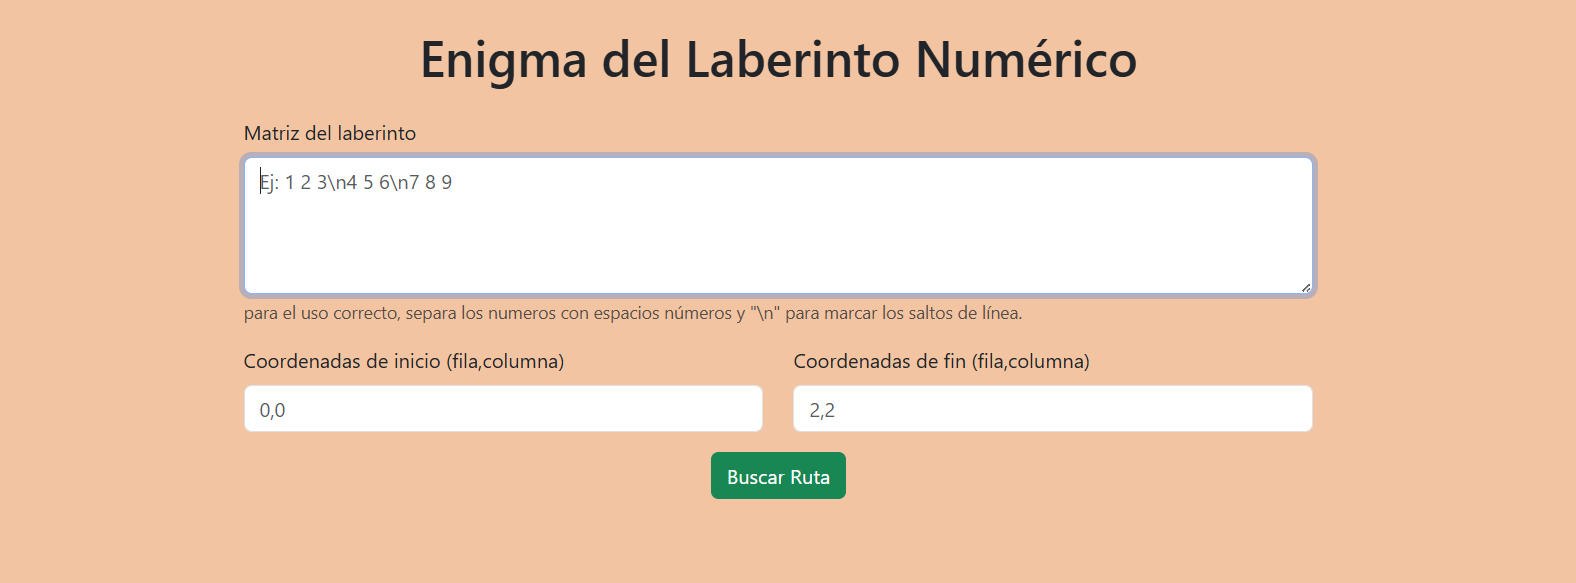 Enigma del Laberinto Numérico
Matriz del laberinto
Ej: 1 2 3\n4 5 6\n7 8 9
para el uso correcto, separa los numeros con espacios números y "\n" para marcar los saltos de línea.
Coordenadas de inicio (fila,columna)
Coordenadas de fin (fila,columna)
0,0
2,2
Buscar Ruta